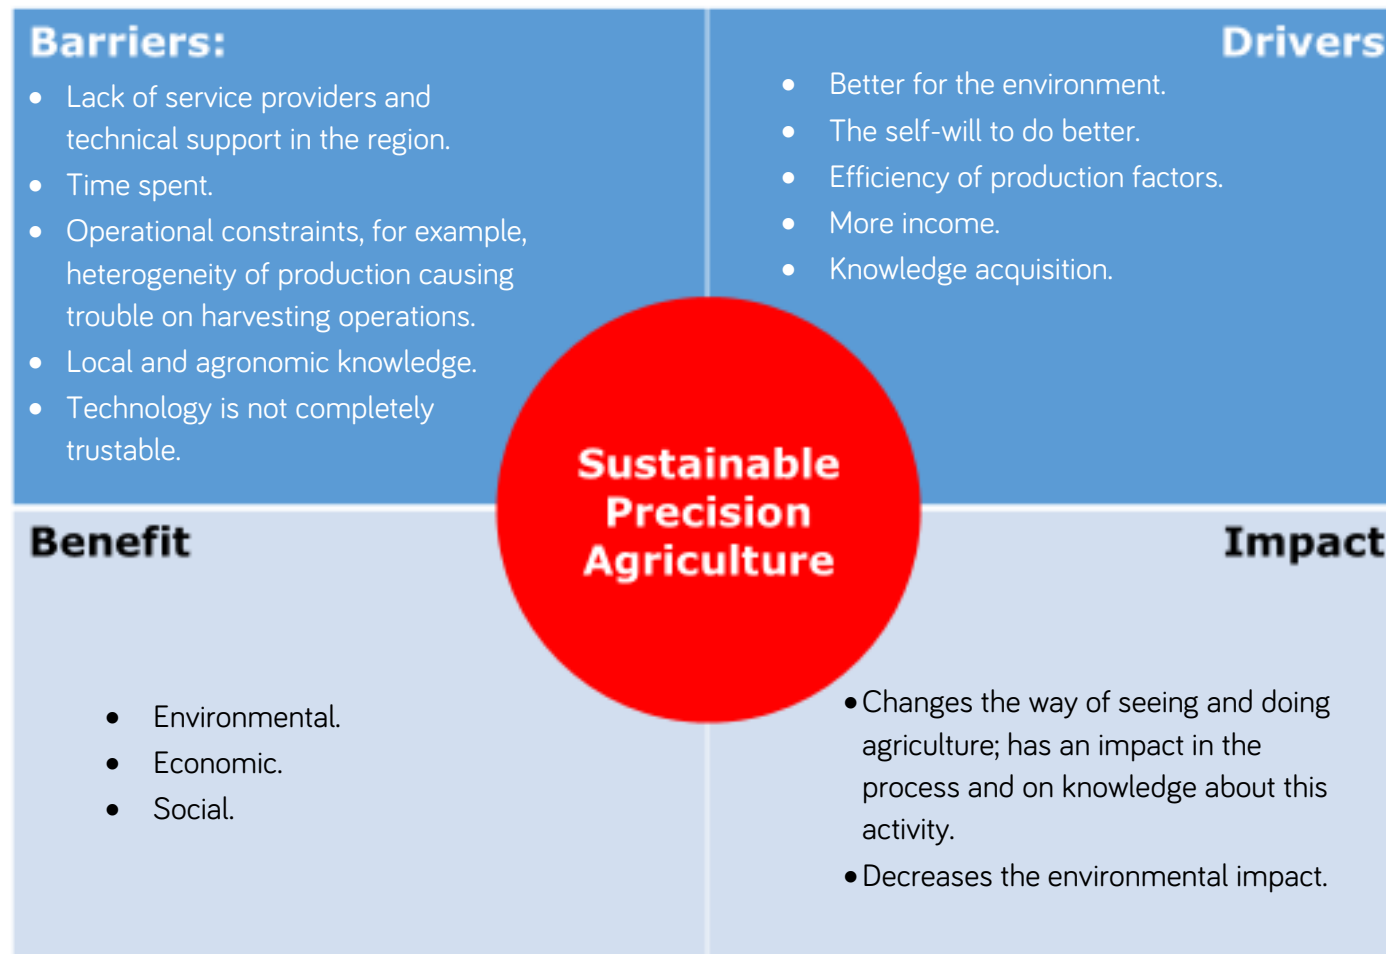 Barriers:
• Lack of service providers and
technical support in the region.
• Time spent.
• Operational constraints, for example,
heterogeneity of production causing
trouble on harvesting operations.
• Local and agronomic knowledge.
• Technology is not completely
trustable.
Drivers
• Better for the environment.
• The self-will to do better.
• Efficiency of production factors.
• More income.
• Knowledge acquisition.
Sustainable
Precision
Agriculture
Benefit
• Environmental.
• Economic.
• Social.
Impact
• Changes the way of seeing and doing
agriculture; has an impact in the
process and on knowledge about this
activity.
• Decreases the environmental impact.